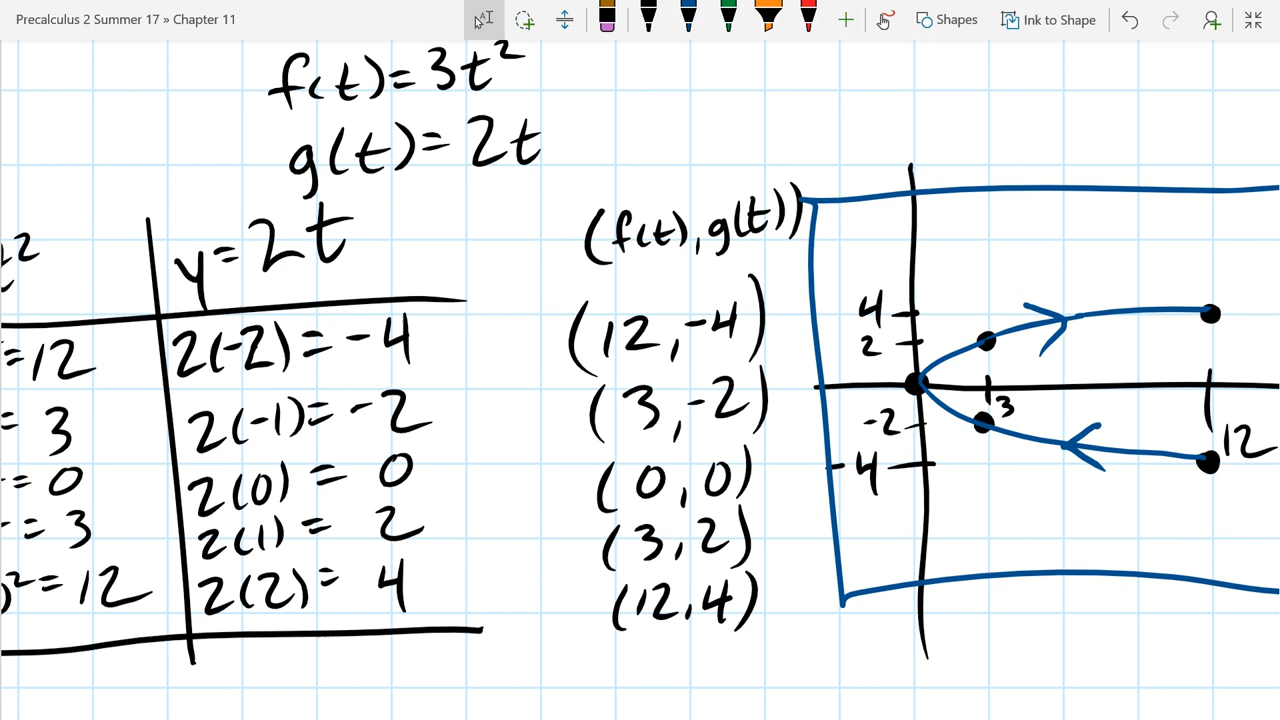 Precalculus 2 Summer 17 » Chapter 11
Shapes
Ink to Shape
f(t)=3t²
g(t)=2t
y=2t
(f(t),g(t))
=12
2(-2)=-4
(12,-4)
= 3
2(-1)=-2
(3,-2)
= 0
2(0) = 0
(0,0)
= 3
2(1) = 2
(3,2)
)²=12
2(2)= 4
(12,4)
4
2
3
-2
12
-4